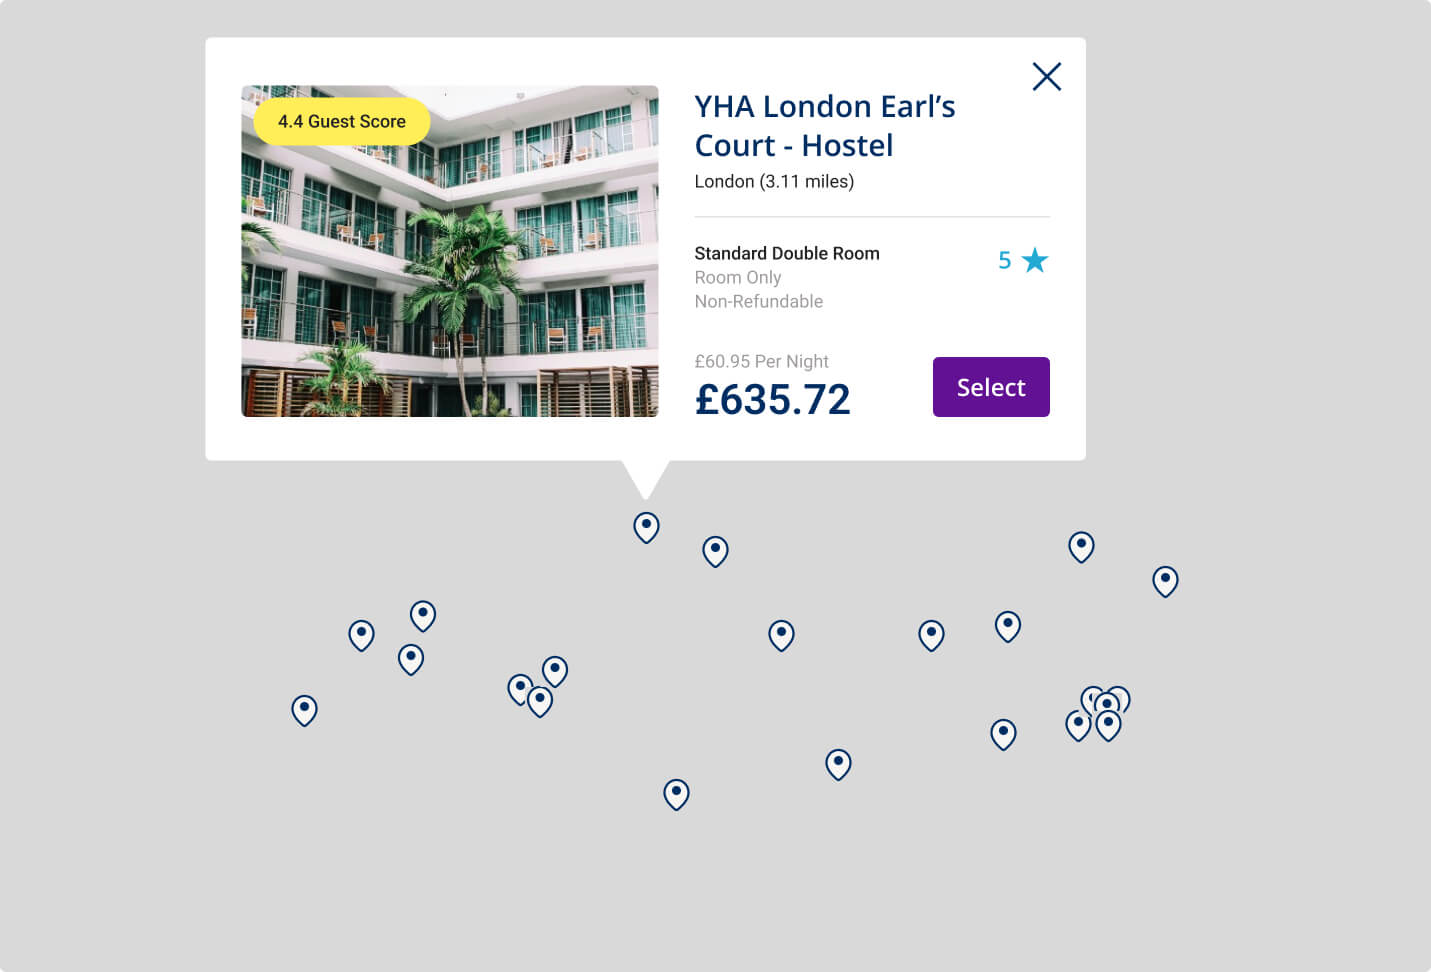 4.4 Guest Score
YHA London Earl’s
Court - Hostel
London (3.11 miles)
Standard Double Room
5
Room Only
Non-Refundable
£60.95 Per Night
£635.72
Select